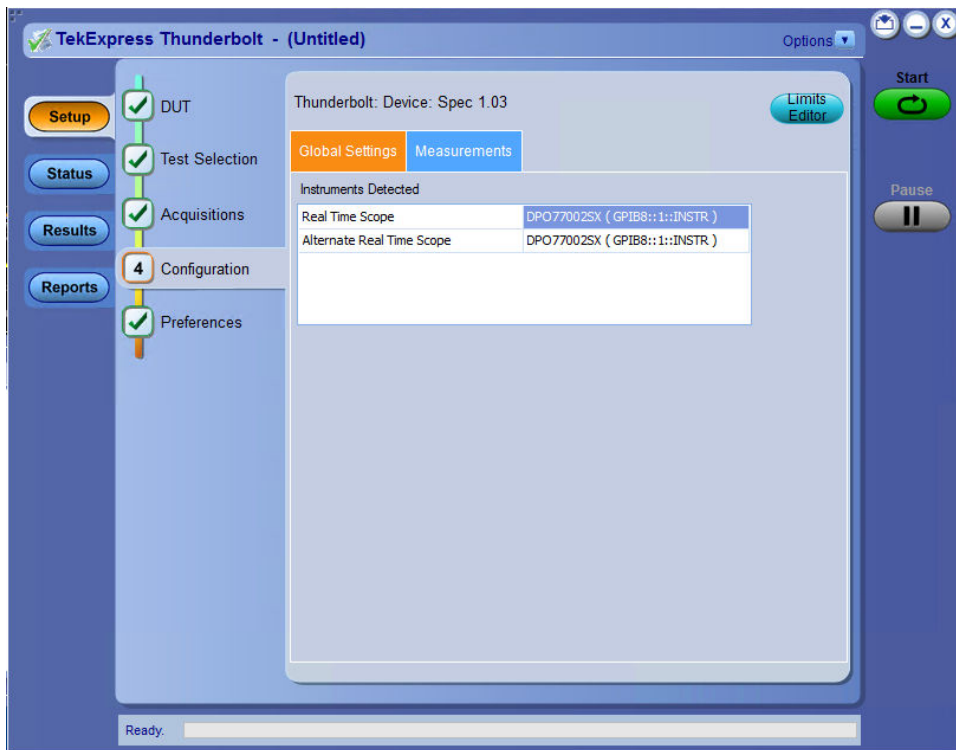 TekExpress Thunderbolt - (Untitled)
Options
X
Start
Pause
Setup
Status
Results
Reports
DUT
Test Selection
Acquisitions
4 Configuration
Preferences
Thunderbolt: Device: Spec 1.03
Limits
Editor
Global Settings Measurements
Instruments Detected
Real Time Scope DPO77002SX ( GPIB8::1::INSTR )
Alternate Real Time Scope DPO77002SX ( GPIB8::1::INSTR )
Ready.